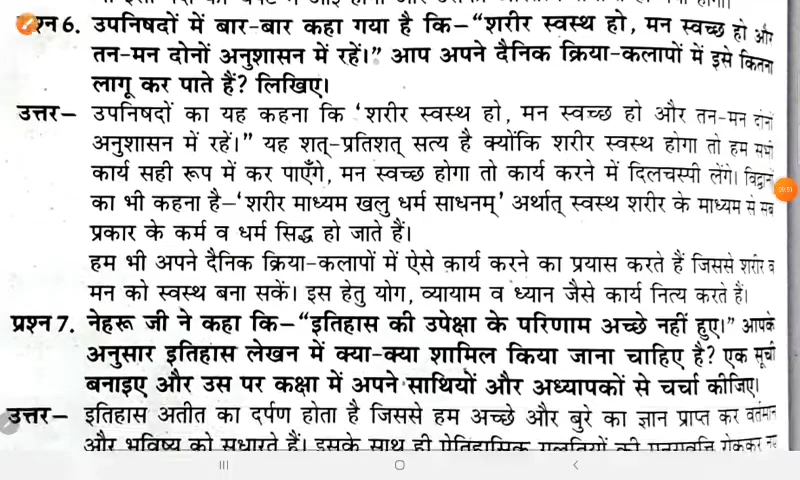 प्रश्न 6. उपनिषदों में बार-बार कहा गया है कि-“शरीर स्वस्थ हो, मन स्वच्छ हो और
तन-मन दोनों अनुशासन में रहें।” आप अपने दैनिक क्रिया-कलापों में इसे कितना
लागू कर पाते हैं? लिखिए।
उत्तर– उपनिषदों का यह कहना कि ‘शरीर स्वस्थ हो, मन स्वच्छ हो और तन-मन दोनों
अनुशासन में रहें।” यह शत्-प्रतिशत् सत्य है क्योंकि शरीर स्वस्थ होगा तो हम सभी
कार्य सही रूप में कर पाएँगे, मन स्वच्छ होगा तो कार्य करने में दिलचस्पी लेंगे। विद्वानों
का भी कहना है–‘शरीर माध्यम खलु धर्म साधनम्’ अर्थात् स्वस्थ शरीर के माध्यम से सब
प्रकार के कर्म व धर्म सिद्ध हो जाते हैं।
हम भी अपने दैनिक क्रिया-कलापों में ऐसे कार्य करने का प्रयास करते हैं जिससे शरीर व
मन को स्वस्थ बना सकें। इस हेतु योग, व्यायाम व ध्यान जैसे कार्य नित्य करते हैं।
प्रश्न 7. नेहरू जी ने कहा कि–“इतिहास की उपेक्षा के परिणाम अच्छे नहीं हुए।” आपके
अनुसार इतिहास लेखन में क्या-क्या शामिल किया जाना चाहिए है? एक सूची
बनाइए और उस पर कक्षा में अपने साथियों और अध्यापकों से चर्चा कीजिए।
उत्तर– इतिहास अतीत का दर्पण होता है जिससे हम अच्छे और बुरे का ज्ञान प्राप्त कर वर्तमान
और भविष्य को सुधारते हैं। इसके साथ ही ऐतिहासिक गलतियों की पुनरावृत्ति रोककर